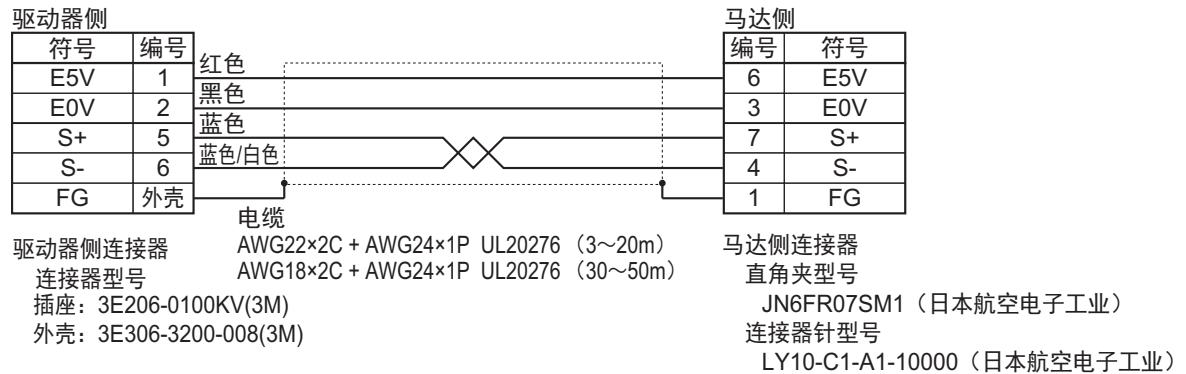 驱动器侧
马达侧
符号 编号
编号 符号
E5V 1 红色 6 E5V
E0V 2 黑色 3 E0V
S+ 5 蓝色 7 S+
S- 6 蓝色/白色 4 S-
FG 外壳 1 FG
电缆
AWG22×2C + AWG24×1P UL20276 (3~20m)
AWG18×2C + AWG24×1P UL20276 (30~50m)
驱动器侧连接器
连接器型号
插座：3E206-0100KV(3M)
外壳：3E306-3200-008(3M)
马达侧连接器
直角夹型号
JN6FR07SM1（日本航空电子工业）
连接器针型号
LY10-C1-A1-10000（日本航空电子工业）